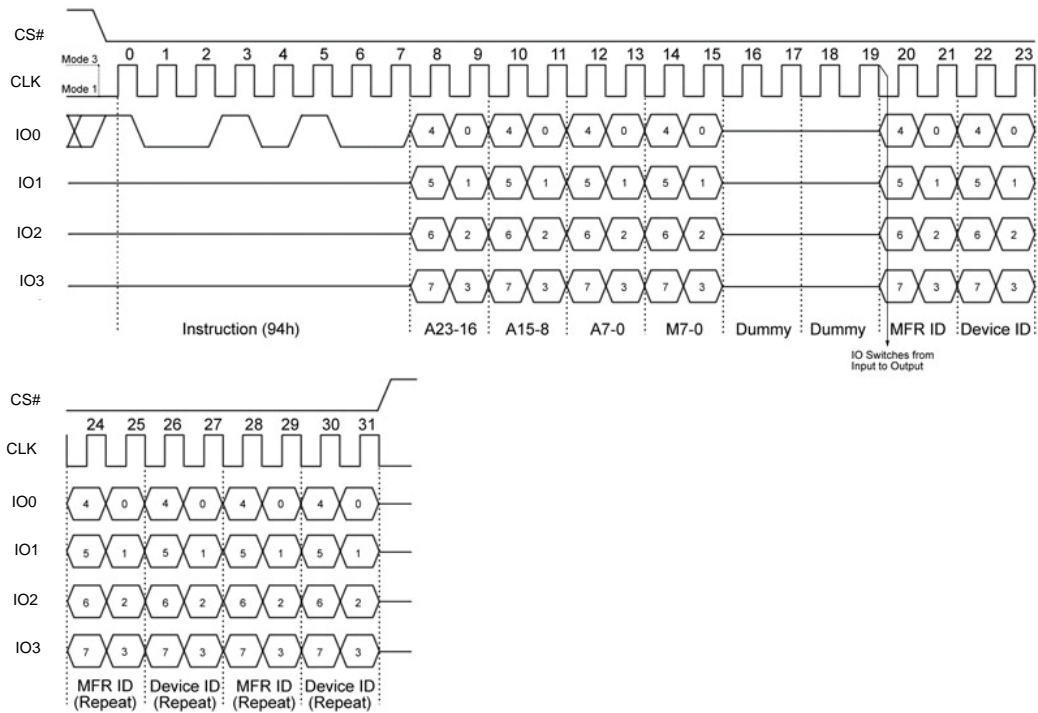 CS#
Mode 3
0 1 2 3 4 5 6 7 8 9 10 11 12 13 14 15 16 17 18 19 20 21 22 23
CLK
Mode 1
IO0 4 0 4 0 4 0 4 0 4 0 4 0
IO1 5 1 5 1 5 1 5 1 5 1 5 1
IO2 6 2 6 2 6 2 6 2 6 2 6 2
IO3 7 3 7 3 7 3 7 3 7 3 7 3
Instruction (94h) A23-16 A15-8 A7-0 M7-0 Dummy Dummy MFR ID Device ID
IO Switches from
Input to Output
CS#
24 25 26 27 28 29 30 31
CLK
IO0 4 0 4 0 4 0 4 0
IO1 5 1 5 1 5 1 5 1
IO2 6 2 6 2 6 2 6 2
IO3 7 3 7 3 7 3 7 3
MFR ID Device ID MFR ID Device ID
(Repeat) (Repeat) (Repeat) (Repeat)